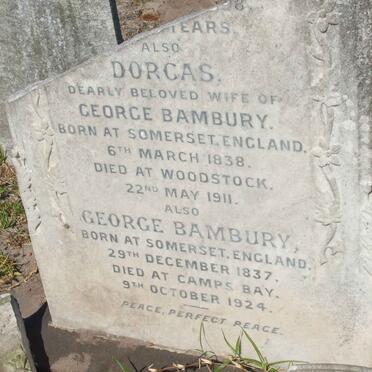 8.
YEARS.
ALSO
DORCAS.
DEARLY BELOVED WIFE OF
GEORGE BAMBURY.
BORN AT SOMERSET, ENGLAND.
6TH MARCH 1838.
DIED AT WOODSTOCK.
22ND MAY 1911.
ALSO
GEORGE BAMBURY,
BORN AT SOMERSET, ENGLAND.
29TH DECEMBER 1837.
DIED AT CAMPS BAY.
9TH OCTOBER 1924.
PEACE, PERFECT PEACE.